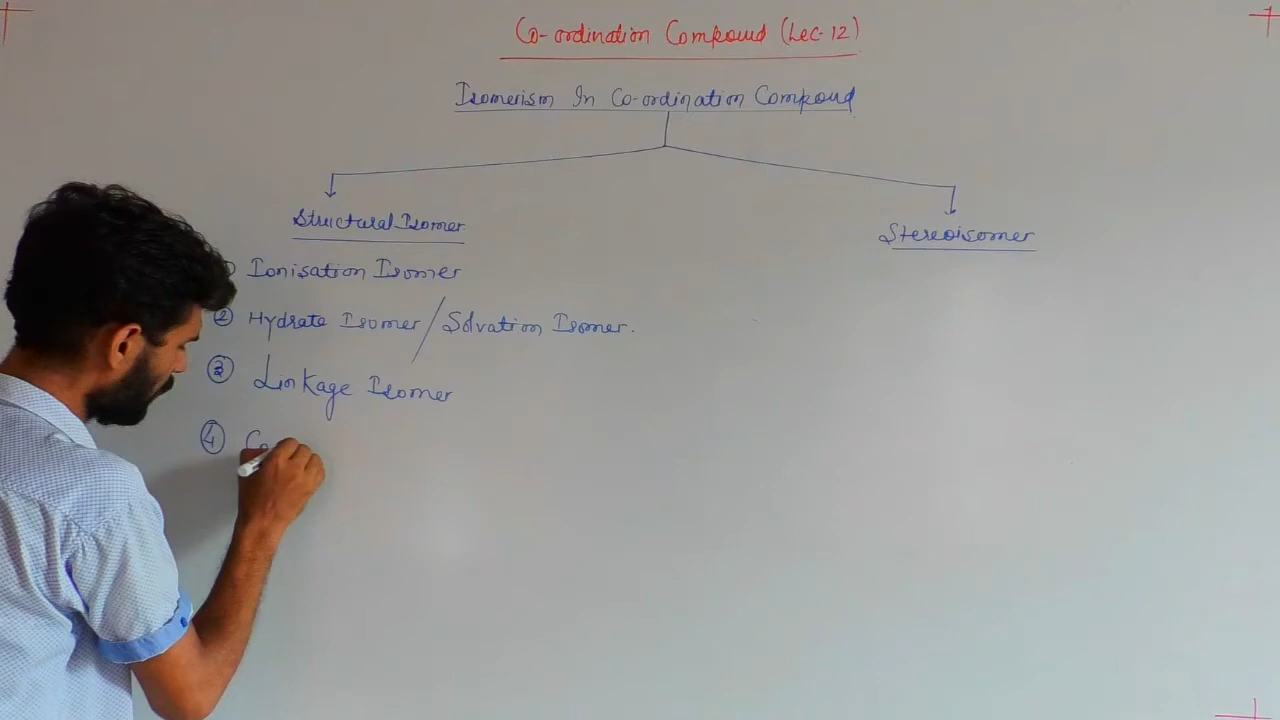 Co-ordination Compound (Lec-12)
Isomerism In Co-ordination Compound
Structural Isomer
Stereoisomer
Ionisation Isomer
② Hydrate Isomer / Solvation Isomer.
③ Linkage Isomer
④ Co